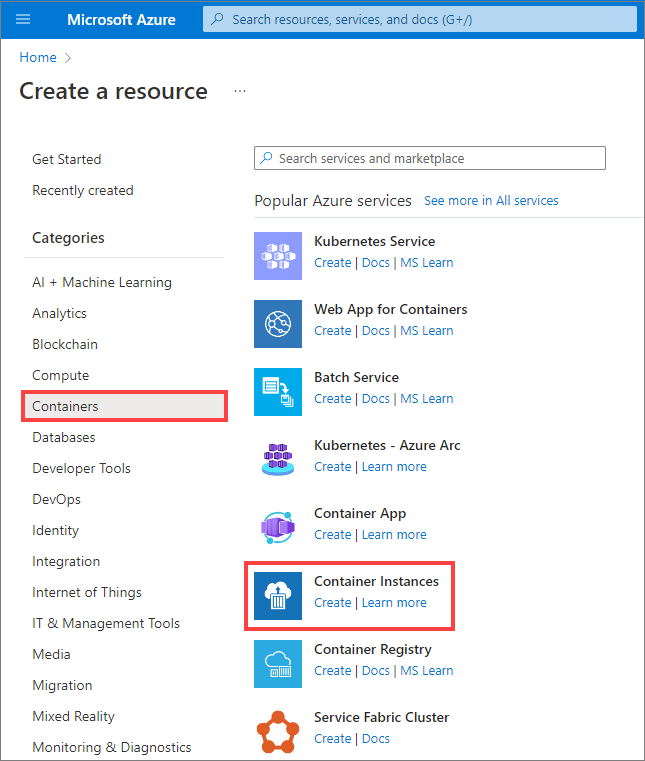 Microsoft Azure
Search resources, services, and docs (G+/)
Home
Create a resource ...
Get Started
Recently created
Categories
AI + Machine Learning
Analytics
Blockchain
Compute
Containers
Databases
Developer Tools
DevOps
Identity
Integration
Internet of Things
IT & Management Tools
Media
Migration
Mixed Reality
Monitoring & Diagnostics
Search services and marketplace
Popular Azure services See more in All services
Kubernetes Service
Create | Docs | MS Learn
Web App for Containers
Create | Docs | MS Learn
Batch Service
Create | Docs | MS Learn
Kubernetes - Azure Arc
Create | Learn more
Container App
Create | Learn more
Container Instances
Create | Learn more
Container Registry
Create | Docs | MS Learn
Service Fabric Cluster
Create | Docs